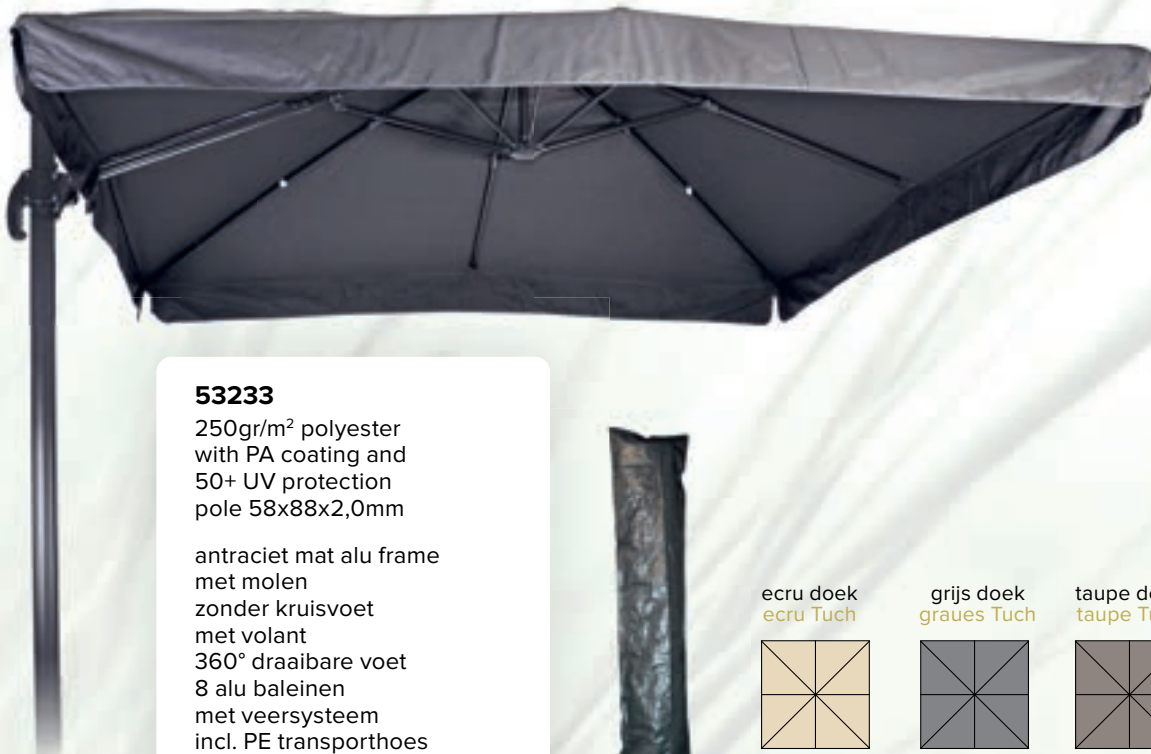 53233
250gr/m² polyester
with PA coating and
50+ UV protection
pole 58x88x2,0mm
antraciet mat alu frame
met molen
zonder kruisvoet
met volant
360° draaibare voet
8 alu baleinen
met veersysteem
incl. PE transporthoes
ecru doek
ecru Tuch
grijs doek
graues Tuch
taupe
taupe